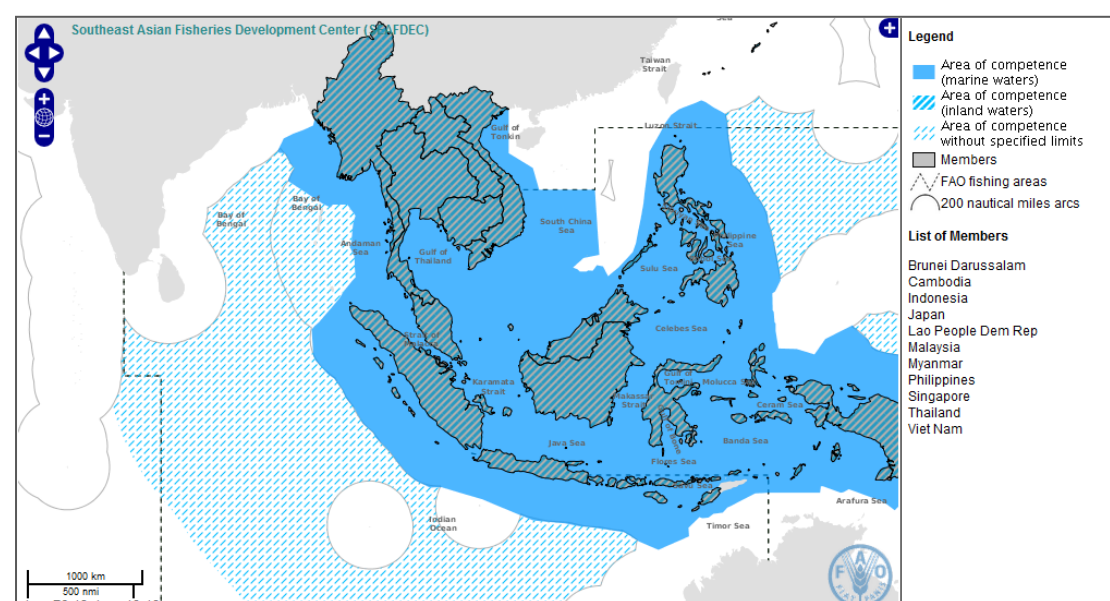 Southeast Asian Fisheries Development Center (SEAFDEC)
Taiwan
Strait
Luzon Strait
Gulf of
Tonkin
Bay of
Bengal
Bay of
Bengal
Andaman
Sea
Gulf of
Thailand
South China
Sea
Philippine
Sea
Sulu Sea
Celebes Sea
Strait of
Malacca
Karamata
Strait
Makassar
Strait
Gulf of
Tomini
Molucca Sea
Ceram Sea
Java Sea
Banda Sea
Flores Sea
Savu Sea
Arafura Sea
Timor Sea
Indian
Ocean
1000 km
500 nmi
FAO
FIAT PANIS
Legend
Area of competence
(marine waters)
Area of competence
(inland waters)
Area of competence
without specified limits
Members
FAO fishing areas
200 nautical miles arcs
List of Members
Brunei Darussalam
Cambodia
Indonesia
Japan
Lao People Dem Rep
Malaysia
Myanmar
Philippines
Singapore
Thailand
Viet Nam